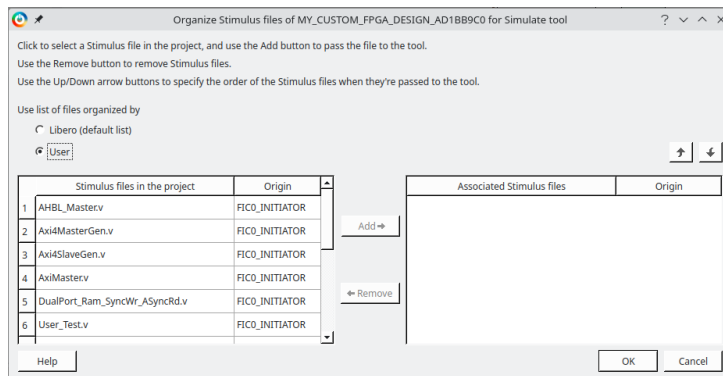 Organize Stimulus files of MY_CUSTOM_FPGA_DESIGN_AD1BB9C0 for Simulate tool
Click to select a Stimulus file in the project, and use the Add button to pass the file to the tool.
Use the Remove button to remove Stimulus files.
Use the Up/Down arrow buttons to specify the order of the Stimulus files when they're passed to the tool.
Use list of files organized by
Libero (default list)
User
Stimulus files in the project Origin
1 AHBL_Master.v FIC0_INITIATOR
2 Axi4MasterGen.v FIC0_INITIATOR
3 Axi4SlaveGen.v FIC0_INITIATOR
4 AxiMaster.v FIC0_INITIATOR
5 DualPort_Ram_SyncWr_ASyncRd.v FIC0_INITIATOR
6 User_Test.v FIC0_INITIATOR
Add
Remove
Associated Stimulus files Origin
Help OK Cancel